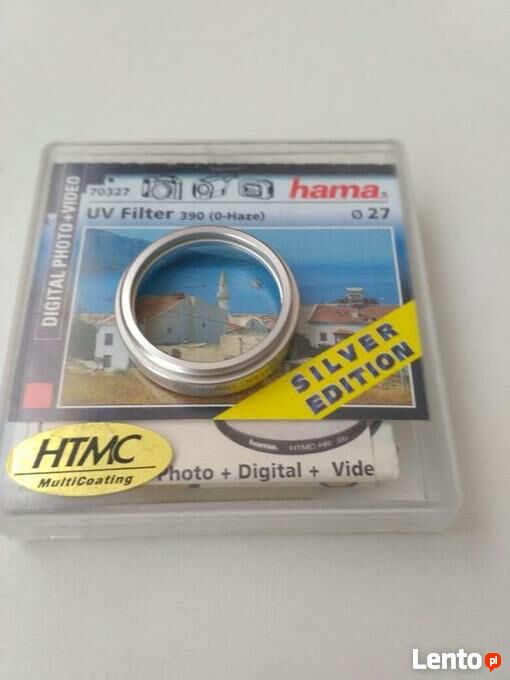 70327
hama®
UV Filter 390 (0-Haze)
ø 27
DIGITAL PHOTO+VIDEO
SILVER
EDITION
HTMC
MultiCoating
hama.
HTMC-NR.
Photo + Digital + Vide
Lento.pl